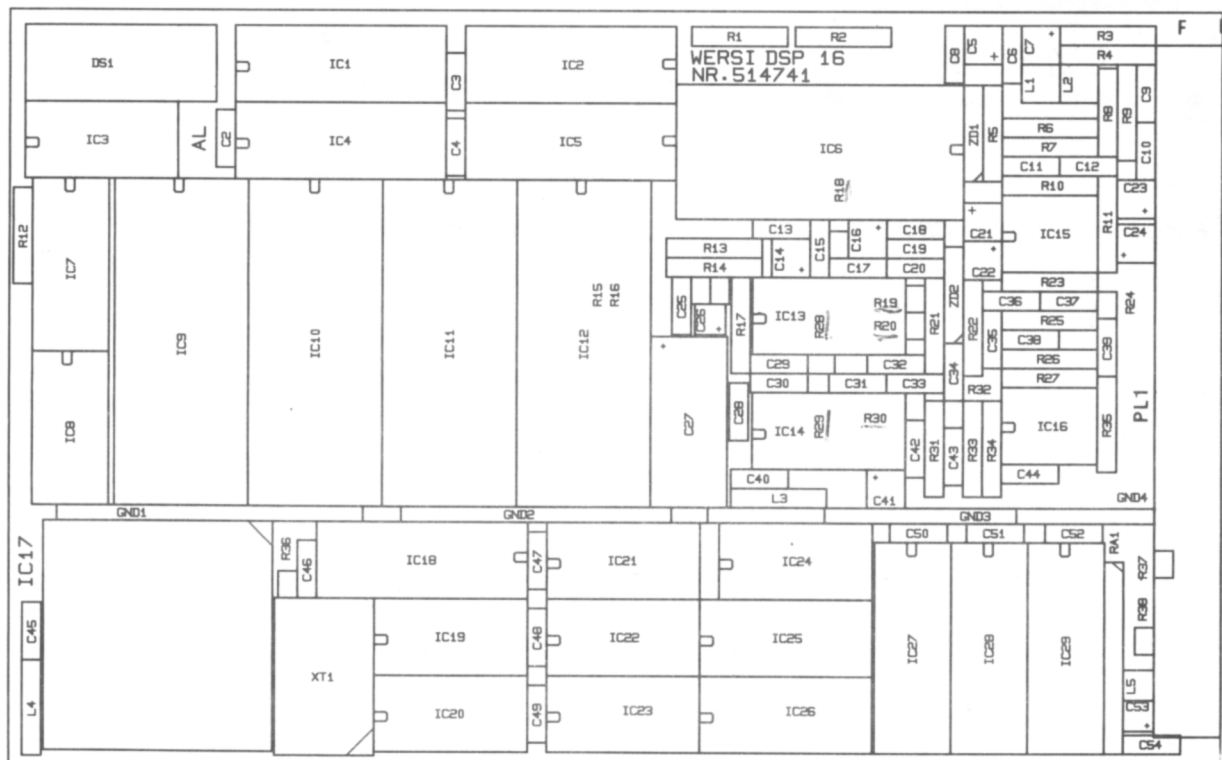 R1 R2 R3 F
DS1 IC1 C3 IC2 WERSI DSP 16 C8 C5 + C6 C7 + R4
NR.514741
L1 L2 R8 R9 C9
IC3 AL C2 IC4 C4 IC5 IC6 ZD1 R5 R6 C10
R7
C11 C12
R18 R10 C23 +
R12 IC7 C13 C15 C16 + C18 + C21 IC15 R11 C24 +
R13 C14 + C19
R14 C17 C20 C22 +
R15 R16 C25 C26 + R17 R19 R21 ZD2 R22 R23 R24
IC9 IC10 IC11 IC12 IC13 R28 R20 C35 C36 C37
R25
C38 C39
+ C29 C32 R26
C30 C31 C33 C34 R32 R27
IC8 C27 C28 IC14 R29 R30 C42 R31 C43 R33 R34 IC16 R35 PL1
C40 + C41 C44
L3 GND4
GND1 GND2 GND3
IC17 R36 C46 IC18 C47 IC21 IC24 C50 C51 C52 RA1 R37
C45 IC19 C48 IC22 IC25 IC27 IC28 IC29 R38
XT1
L4 IC20 C49 IC23 IC26 L5
C53 +
C54